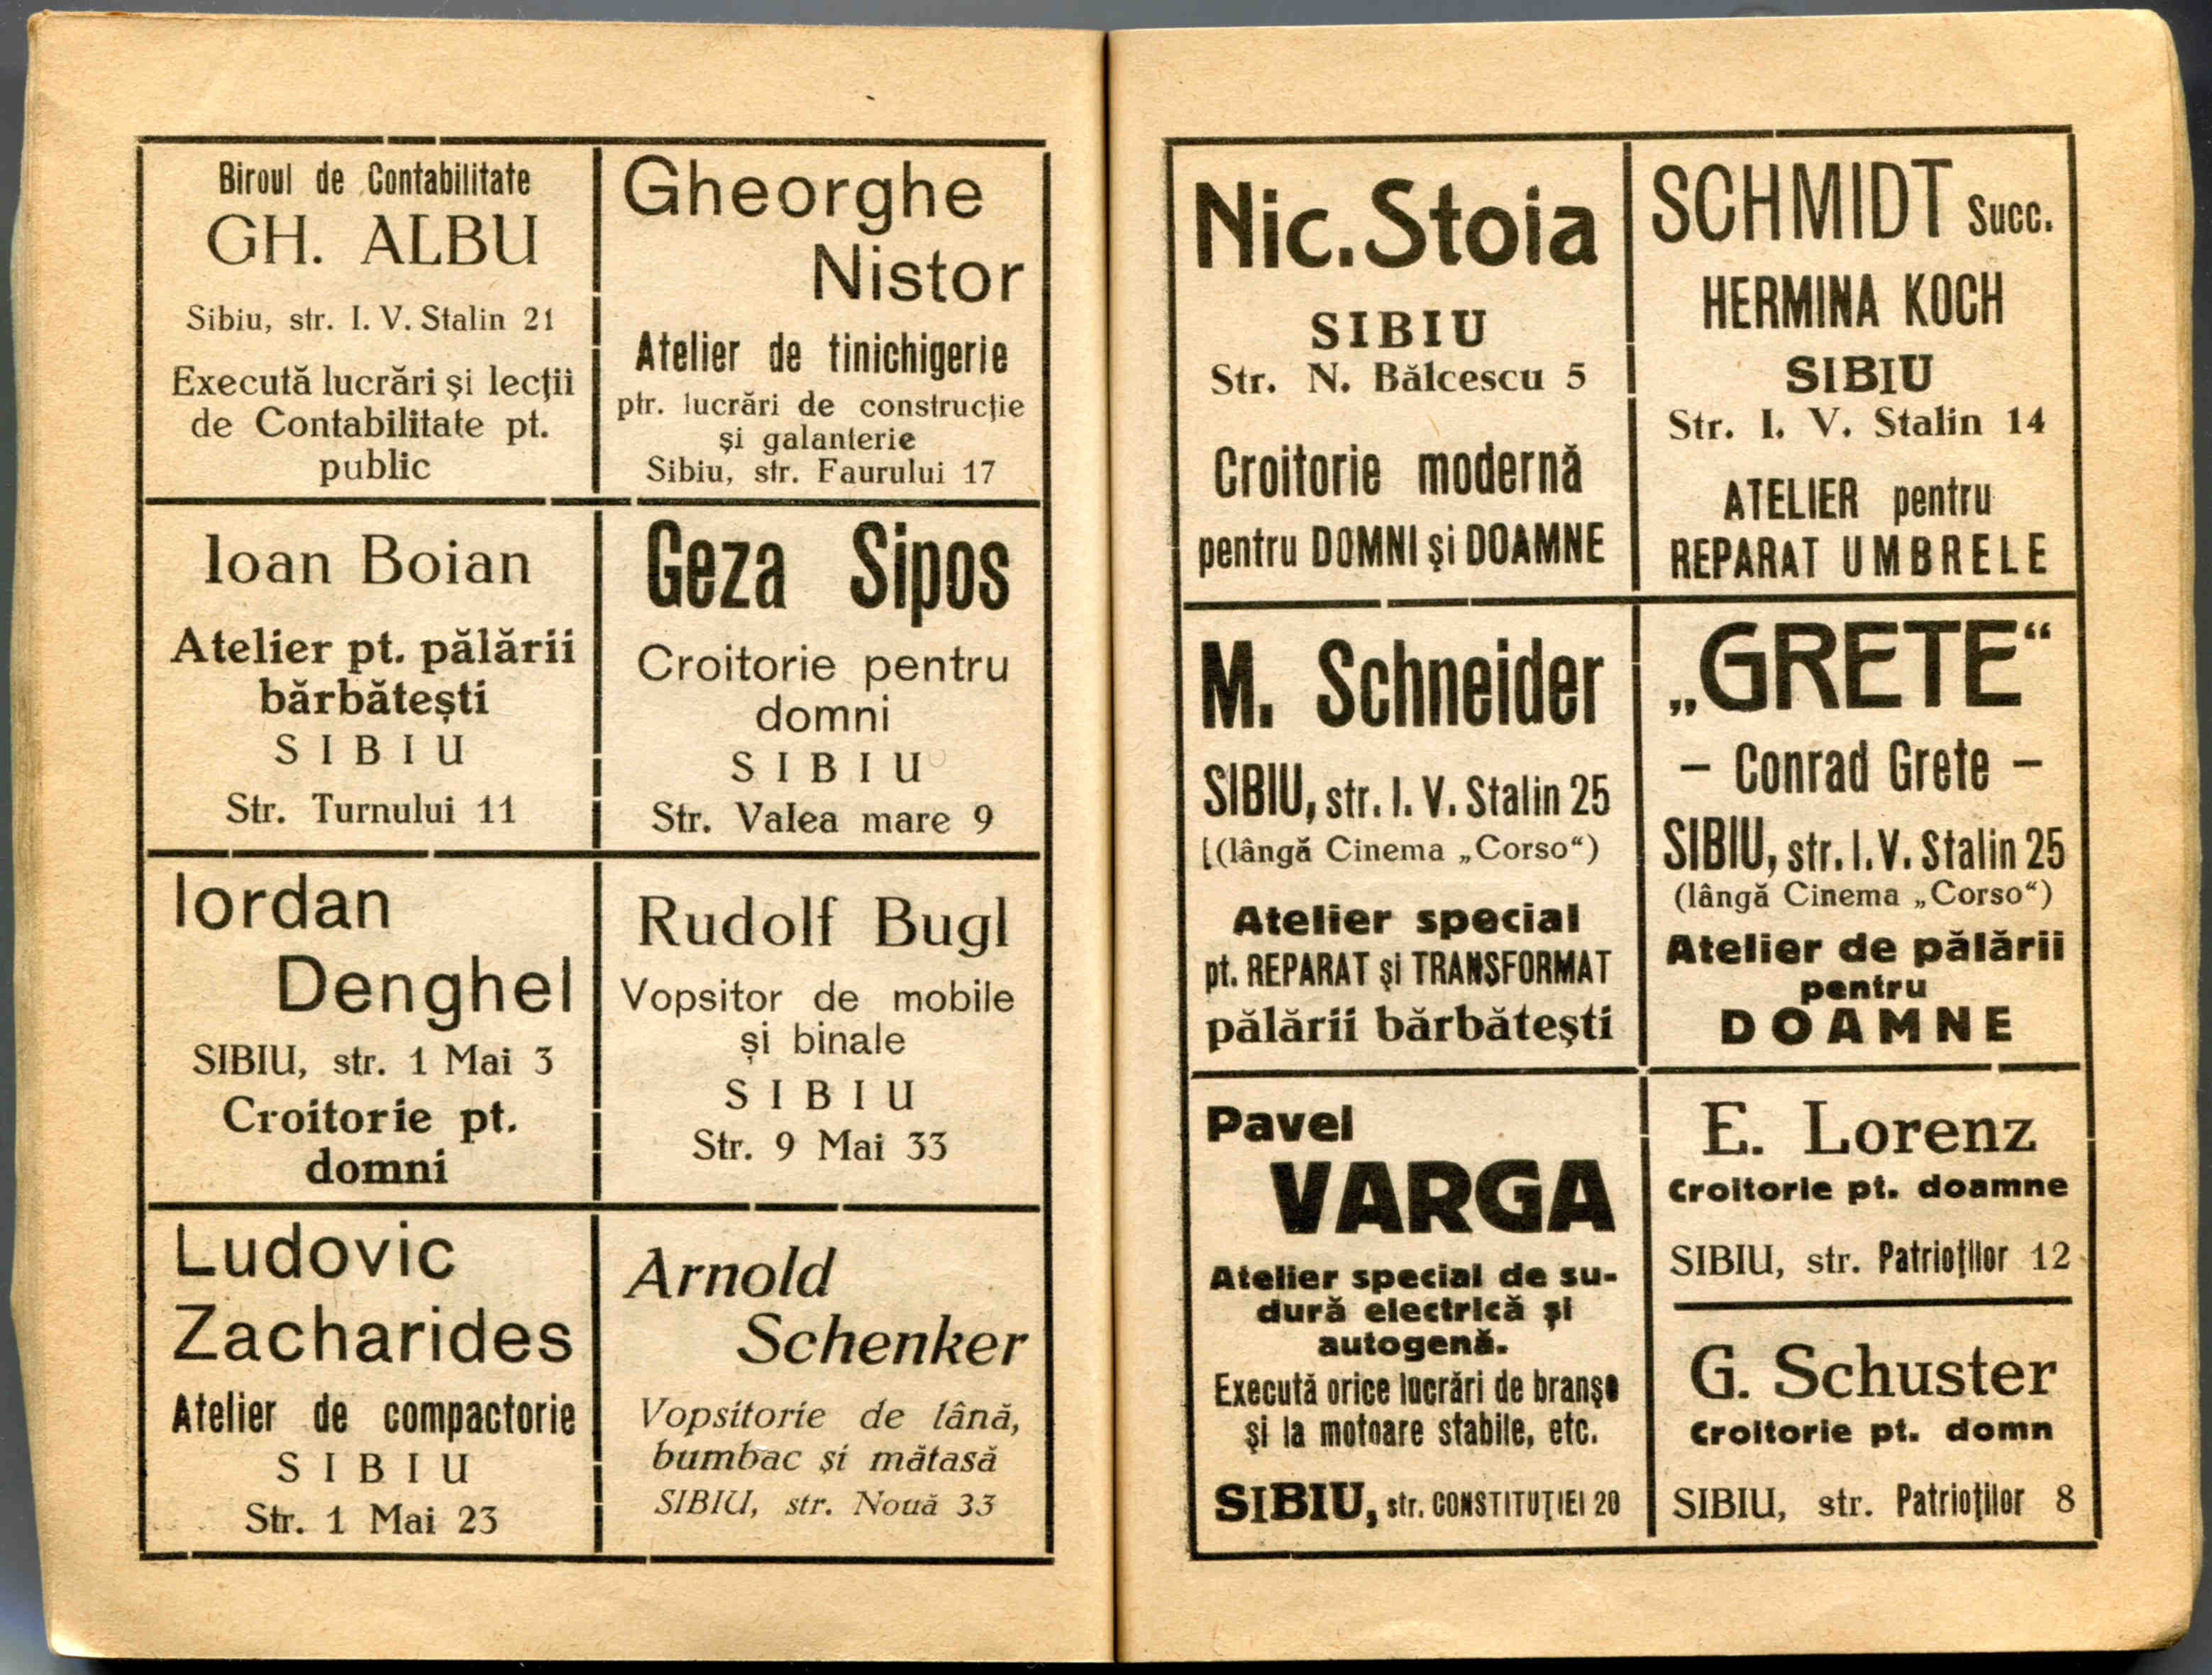 Biroul de Contabilitate
GH. ALBU
Sibiu, str. I. V. Stalin 21
Execută lucrări și lecții
de Contabilitate pt.
public
Gheorghe
Nistor
Atelier de tinichigerie
ptr. lucrări de construcție
și galanterie
Sibiu, str. Faurului 17
Ioan Boian
Atelier pt. pălării
bărbătești
SIBIU
Str. Turnului 11
Geza Sipos
Croitorie pentru
domni
SIBIU
Str. Valea mare 9
Iordan
Denghel
SIBIU, str. 1 Mai 3
Croitorie pt.
domni
Rudolf Bugl
Vopsitor de mobile
și binale
SIBIU
Str. 9 Mai 33
Ludovic
Zacharides
Atelier de compactorie
SIBIU
Str. 1 Mai 23
Arnold
Schenker
Vopsitorie de lână,
bumbac și mătasă
SIBIU, str. Nouă 33
Nic. Stoia
SIBIU
Str. N. Bălcescu 5
Croitorie modernă
pentru DOMNI și DOAMNE
SCHMIDT Succ.
HERMINA KOCH
SIBIU
Str. I. V. Stalin 14
ATELIER pentru
REPARAT UMBRELE
M. Schneider
SIBIU, str. I. V. Stalin 25
[(lângă Cinema „Corso“)
Atelier special
pt. REPARAT și TRANSFORMAT
pălării bărbătești
„GRETE“
– Conrad Grete –
SIBIU, str. I. V. Stalin 25
(lângă Cinema „Corso“)
Atelier de pălării
pentru
DOAMNE
Pavel
VARGA
Atelier special de su-
dură electrică și
autogenă.
Execută orice lucrări de branșe
și la motoare stabile, etc.
SIBIU, str. CONSTITUȚIEI 20
E. Lorenz
Croitorie pt. doamne
SIBIU, str. Patrioților 12
G. Schuster
Croitorie pt. domn
SIBIU, str. Patrioților 8